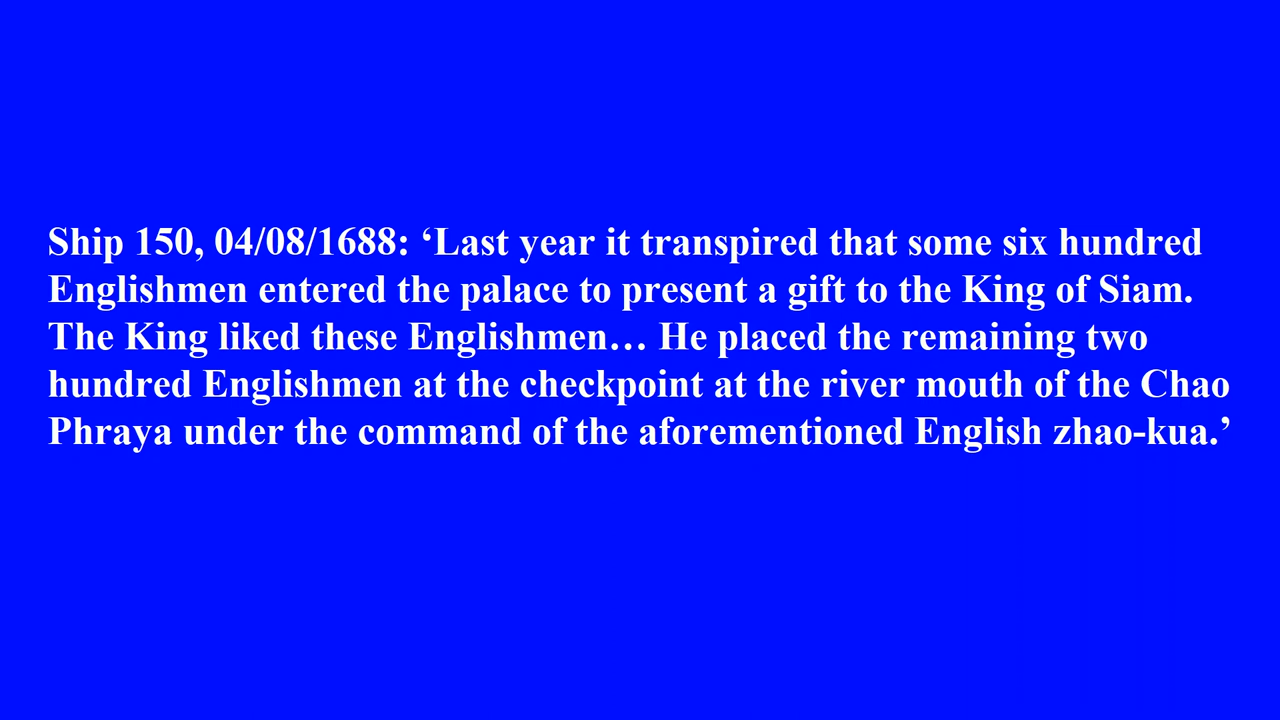 Ship 150, 04/08/1688: ‘Last year it transpired that some six hundred
Englishmen entered the palace to present a gift to the King of Siam.
The King liked these Englishmen… He placed the remaining two
hundred Englishmen at the checkpoint at the river mouth of the Chao
Phraya under the command of the aforementioned English zhao-kua.’